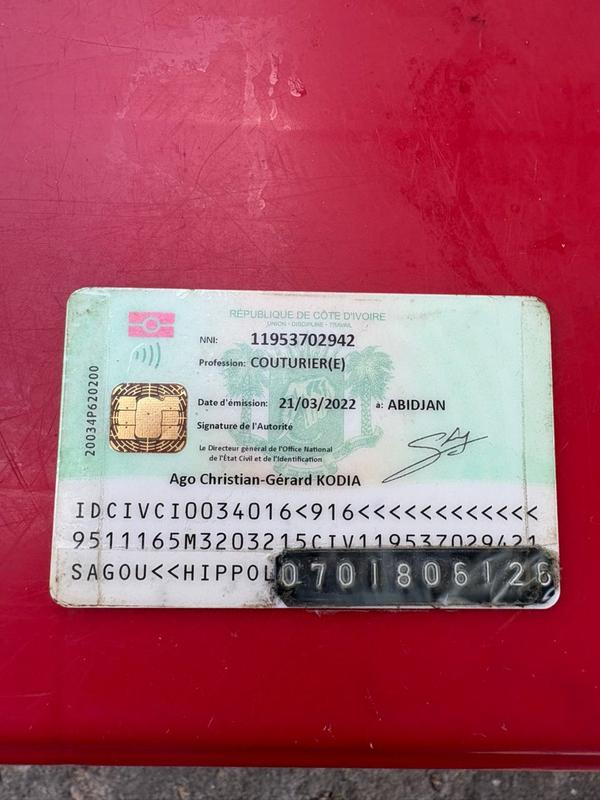 RÉPUBLIQUE DE CÔTE D'IVOIRE
UNION - DISCIPLINE - TRAVAIL
NNI: 11953702942
Profession: COUTURIER(E)
Date d'émission: 21/03/2022 à: ABIDJAN
Signature de l'Autorité
Le Directeur général de l'Office National
de l'État Civil et de l'Identification
Ago Christian-Gérard KODIA
20034P620200
IDCIVCI0034016<916<<<<<<<<<<<<
9511165M3203215CIV119537029421
SAGOU<<HIPPOL
0701806126